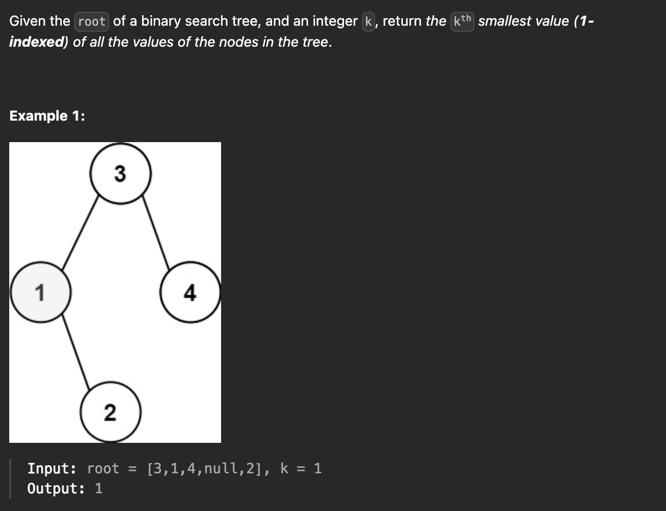 Given the root of a binary search tree, and an integer k, return the kth smallest value (1-
indexed) of all the values of the nodes in the tree.
Example 1:
3
1
4
2
Input: root = [3,1,4,null,2], k = 1
Output: 1